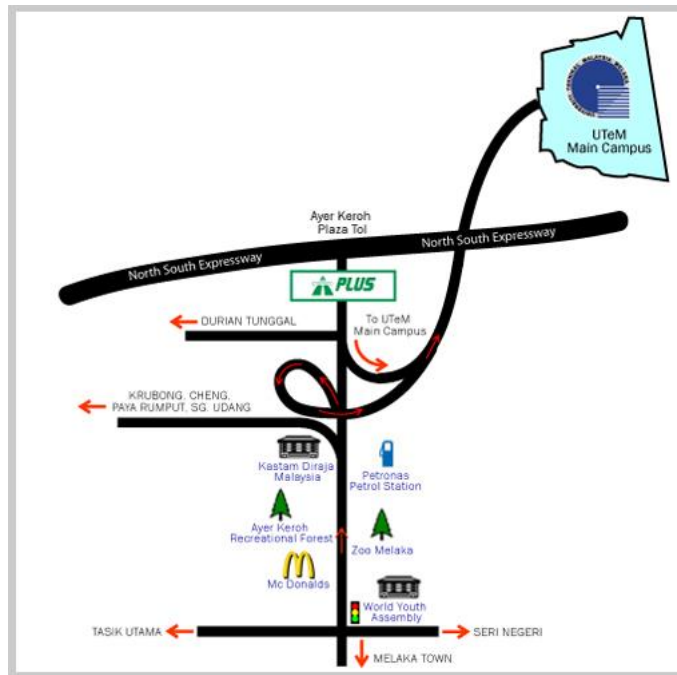 UTeM
Main Campus
Ayer Keroh
Plaza Tol
North South Expressway
North South Expressway
PLUS
DURIAN TUNGGAL
To UTeM
Main Campus
KRUBONG, CHENG,
PAYA RUMPUT, SG. UDANG
Kastam Diraja
Malaysia
Petronas
Petrol Station
Ayer Keroh
Recreational Forest
Zoo Melaka
Mc Donalds
World Youth
Assembly
TASIK UTAMA
SERI NEGERI
MELAKA TOWN